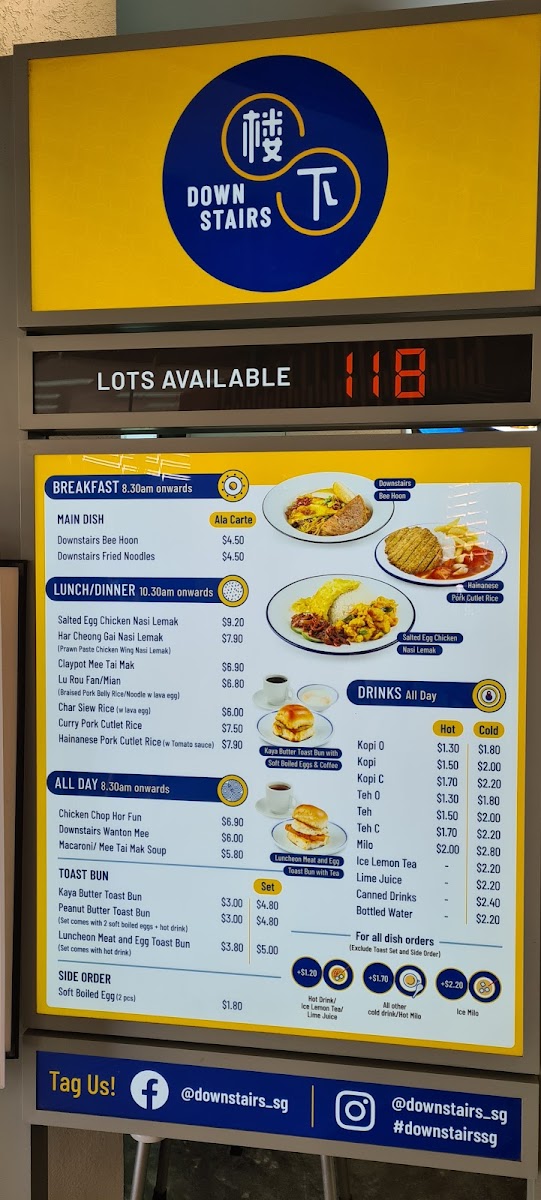 楼下
DOWN
STAIRS
LOTS AVAILABLE 118
BREAKFAST 8.30am onwards
MAIN DISH Ala Carte
Downstairs Bee Hoon $4.50
Downstairs Fried Noodles $4.50
LUNCH/DINNER 10.30am onwards
Salted Egg Chicken Nasi Lemak $9.20
Har Cheong Gai Nasi Lemak $7.90
(Prawn Paste Chicken Wing Nasi Lemak)
Claypot Mee Tai Mak $6.90
Lu Rou Fan/Mian $6.80
(Braised Pork Belly Rice/Noodle w lava egg)
Char Siew Rice (w lava egg) $6.00
Curry Pork Cutlet Rice $7.50
Hainanese Pork Cutlet Rice (w Tomato sauce) $7.90
ALL DAY 8.30am onwards
Chicken Chop Hor Fun $6.90
Downstairs Wanton Mee $6.00
Macaroni/ Mee Tai Mak Soup $5.80
TOAST BUN Set
Kaya Butter Toast Bun $3.00 $4.80
Peanut Butter Toast Bun $3.00 $4.80
(Set comes with 2 soft boiled eggs + hot drink)
Luncheon Meat and Egg Toast Bun $3.80 $5.00
(Set comes with hot drink)
SIDE ORDER
Soft Boiled Egg (2 pcs) $1.80
Downstairs
Bee Hoon
Hainanese
Pork Cutlet Rice
Salted Egg Chicken
Nasi Lemak
Kaya Butter Toast Bun with
Soft Boiled Eggs & Coffee
Luncheon Meat and Egg
Toast Bun with Tea
DRINKS All Day
Hot Cold
Kopi O $1.30 $1.80
Kopi $1.50 $2.00
Kopi C $1.70 $2.20
Teh O $1.30 $1.80
Teh $1.50 $2.00
Teh C $1.70 $2.20
Milo $2.00 $2.80
Ice Lemon Tea - $2.20
Lime Juice - $2.20
Canned Drinks - $2.40
Bottled Water - $2.20
For all dish orders
(Exclude Toast Set and Side Order)
+$1.20 +$1.70 +$2.20
Hot Drink/
Ice Lemon Tea/
Lime Juice
All other
cold drink/Hot Milo
Ice Milo
Tag Us! @downstairs_sg
@downstairs_sg
#downstairssg